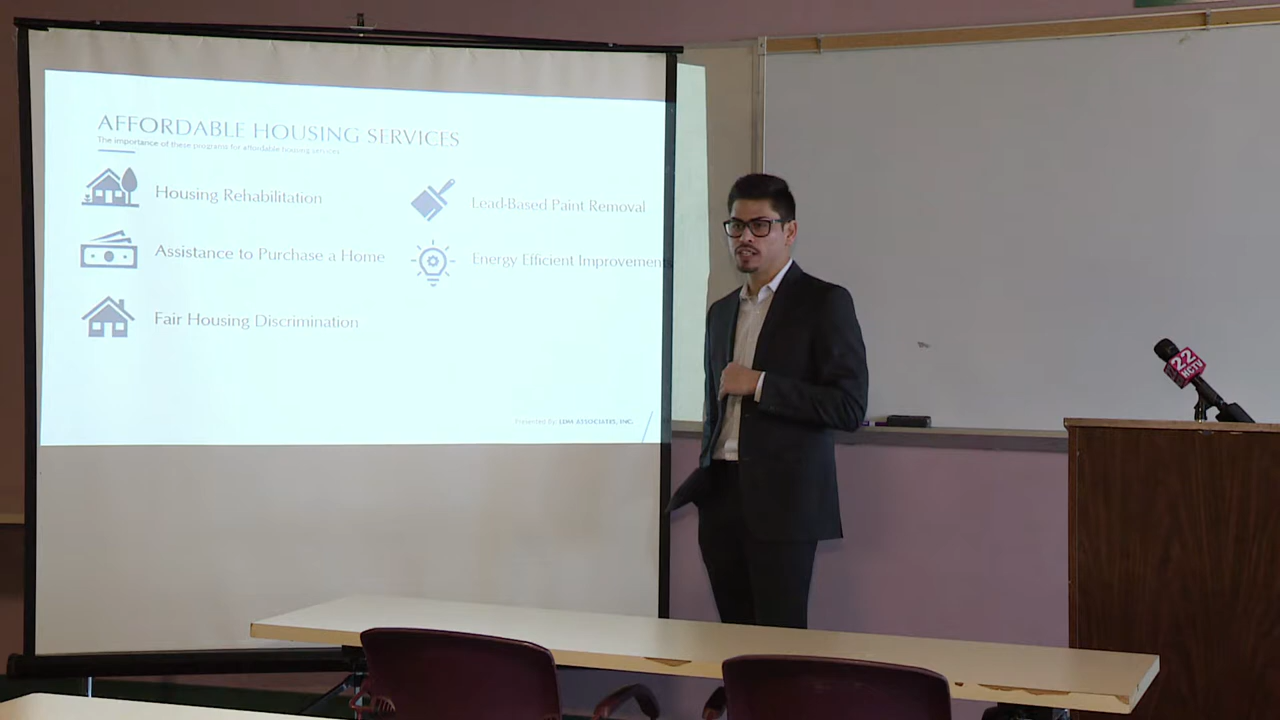 AFFORDABLE HOUSING SERVICES
The importance of these programs for affordable housing services
Housing Rehabilitation
Assistance to Purchase a Home
Fair Housing Discrimination
Lead-Based Paint Removal
Energy Efficient Improvements
Presented by: LDM ASSOCIATES, INC.
22
KCTV